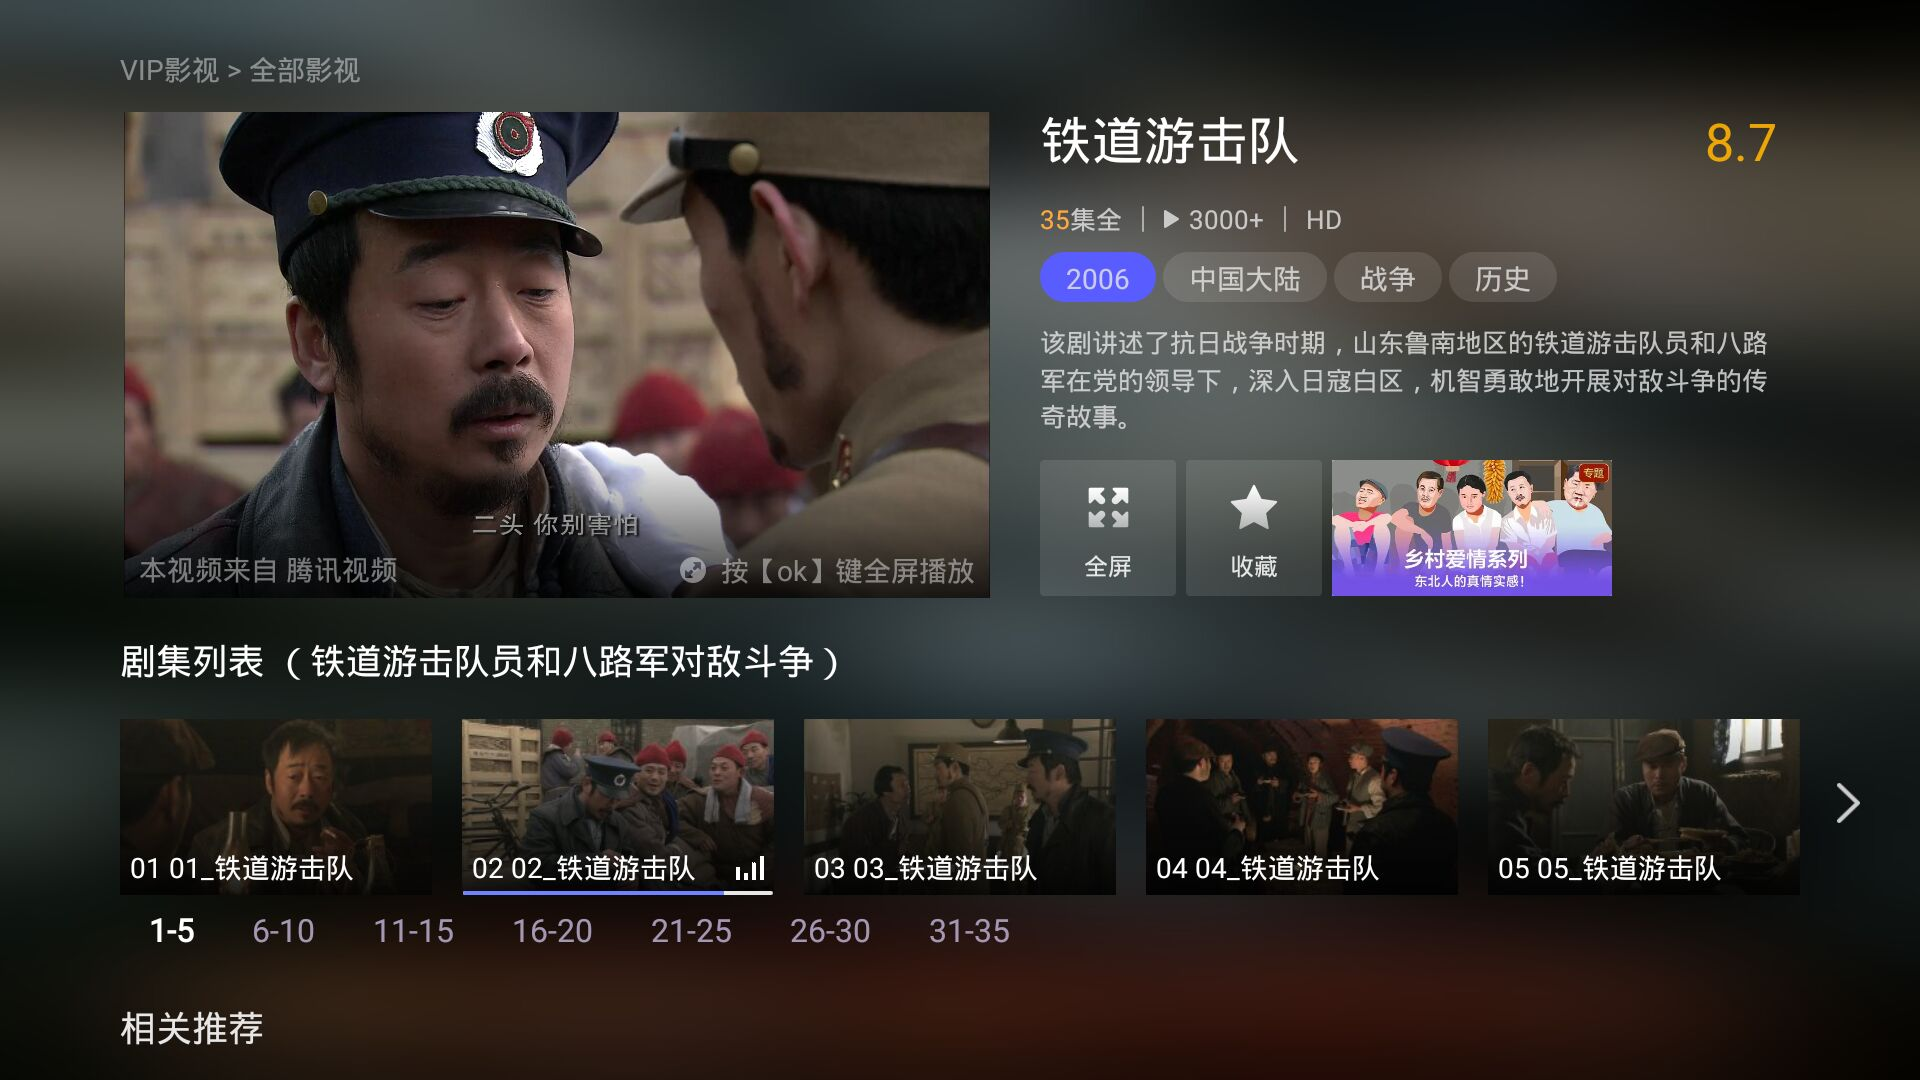 VIP影视 > 全部影视
二头 你别害怕
本视频来自 腾讯视频
按【ok】键全屏播放
铁道游击队
8.7
35集全 | 3000+ | HD
2006 中国大陆 战争 历史
该剧讲述了抗日战争时期，山东鲁南地区的铁道游击队员和八路
军在党的领导下，深入日寇白区，机智勇敢地开展对敌斗争的传
奇故事。
全屏
收藏
专题
乡村爱情系列
东北人的真情实感！
剧集列表 （铁道游击队员和八路军对敌斗争）
01 01_铁道游击队
02 02_铁道游击队
03 03_铁道游击队
04 04_铁道游击队
05 05_铁道游击队
1-5 6-10 11-15 16-20 21-25 26-30 31-35
相关推荐